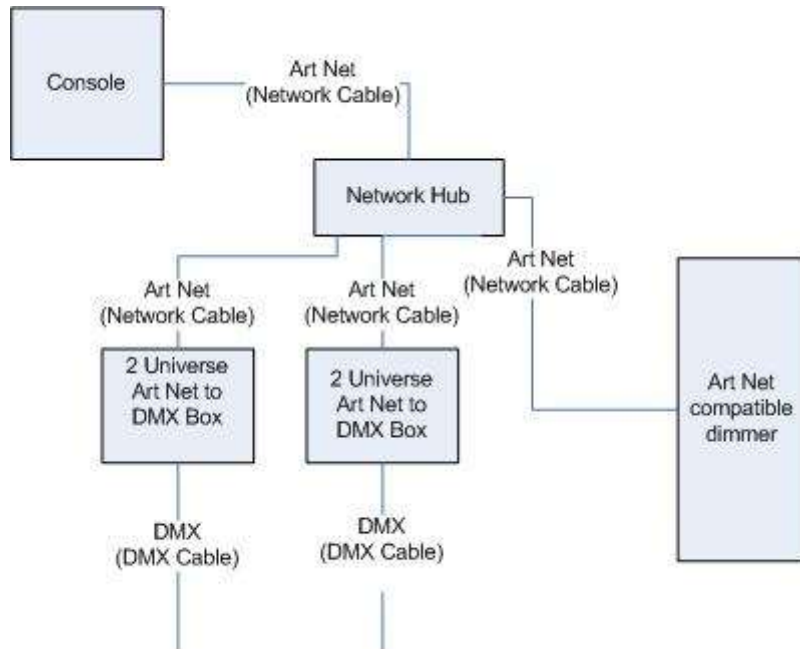 Console
Art Net
(Network Cable)
Network Hub
Art Net
(Network Cable)
Art Net
(Network Cable)
Art Net
(Network Cable)
2 Universe
Art Net to
DMX Box
2 Universe
Art Net to
DMX Box
Art Net
compatible
dimmer
DMX
(DMX Cable)
DMX
(DMX Cable)